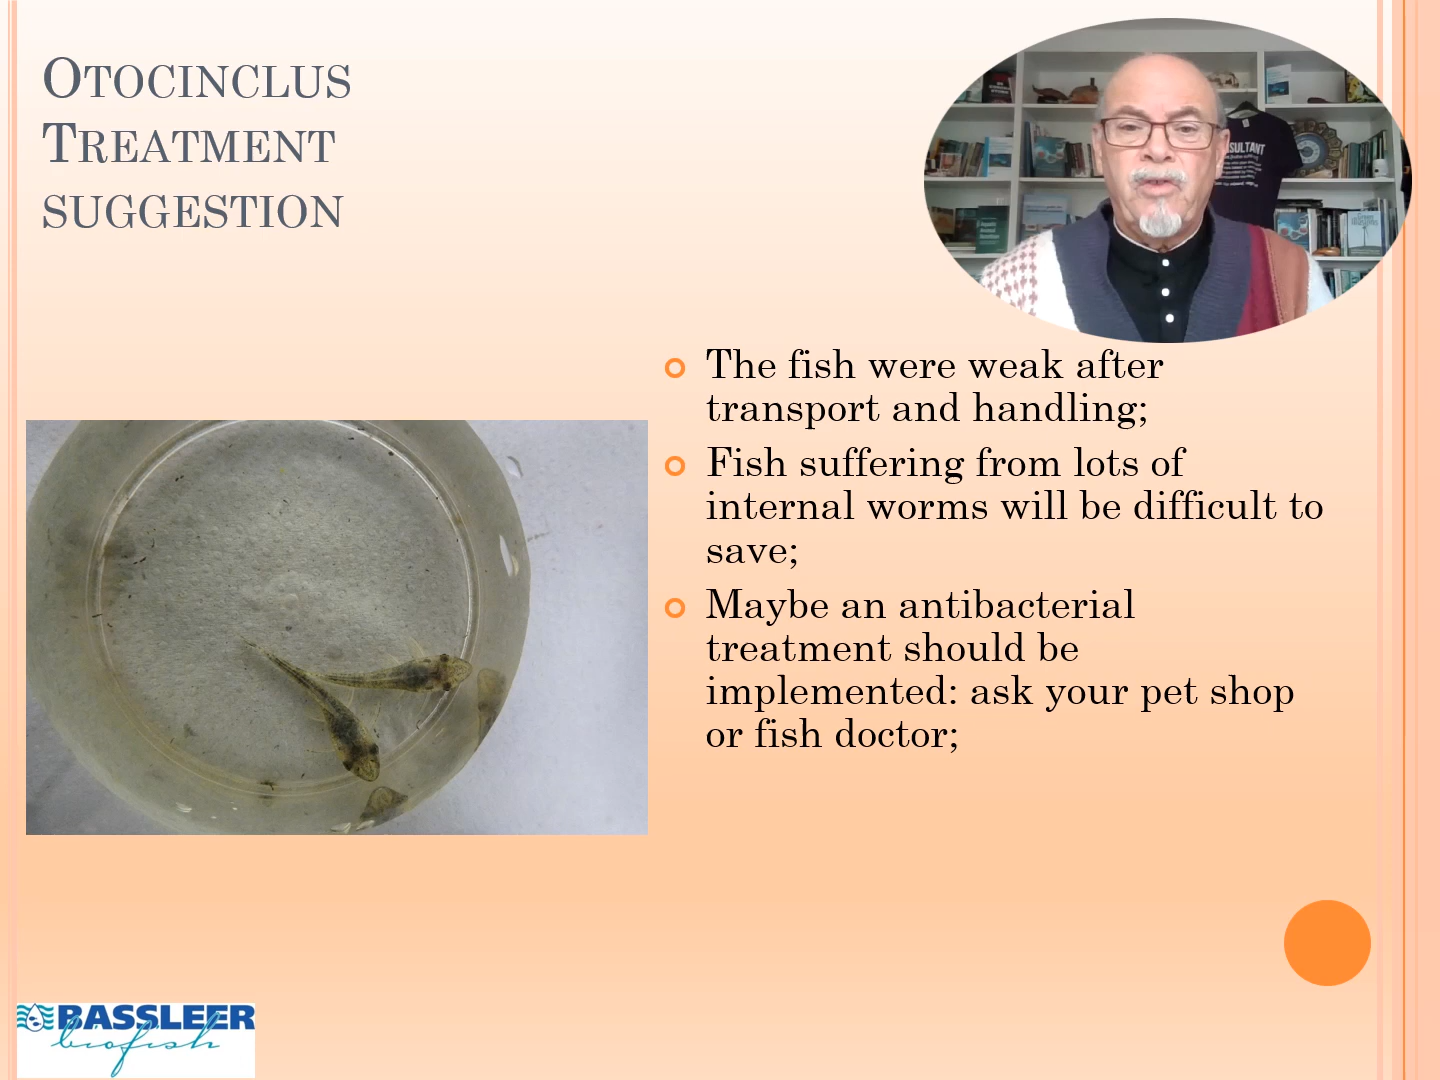 OTOCINCLUS
TREATMENT
SUGGESTION
SULTANT
The fish were weak after
transport and handling;
Fish suffering from lots of
internal worms will be difficult to
save;
Maybe an antibacterial
treatment should be
implemented: ask your pet shop
or fish doctor;
BASSLEER
biofish